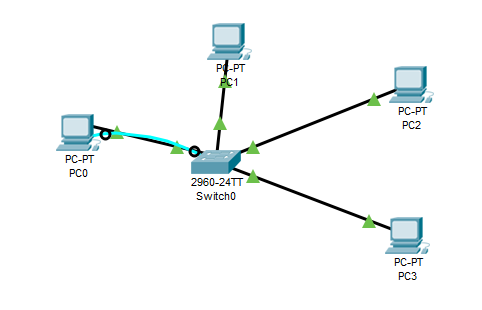 PC-PT
PC1
PC-PT
PC2
PC-PT
PC0
2960-24TT
Switch0
PC-PT
PC3